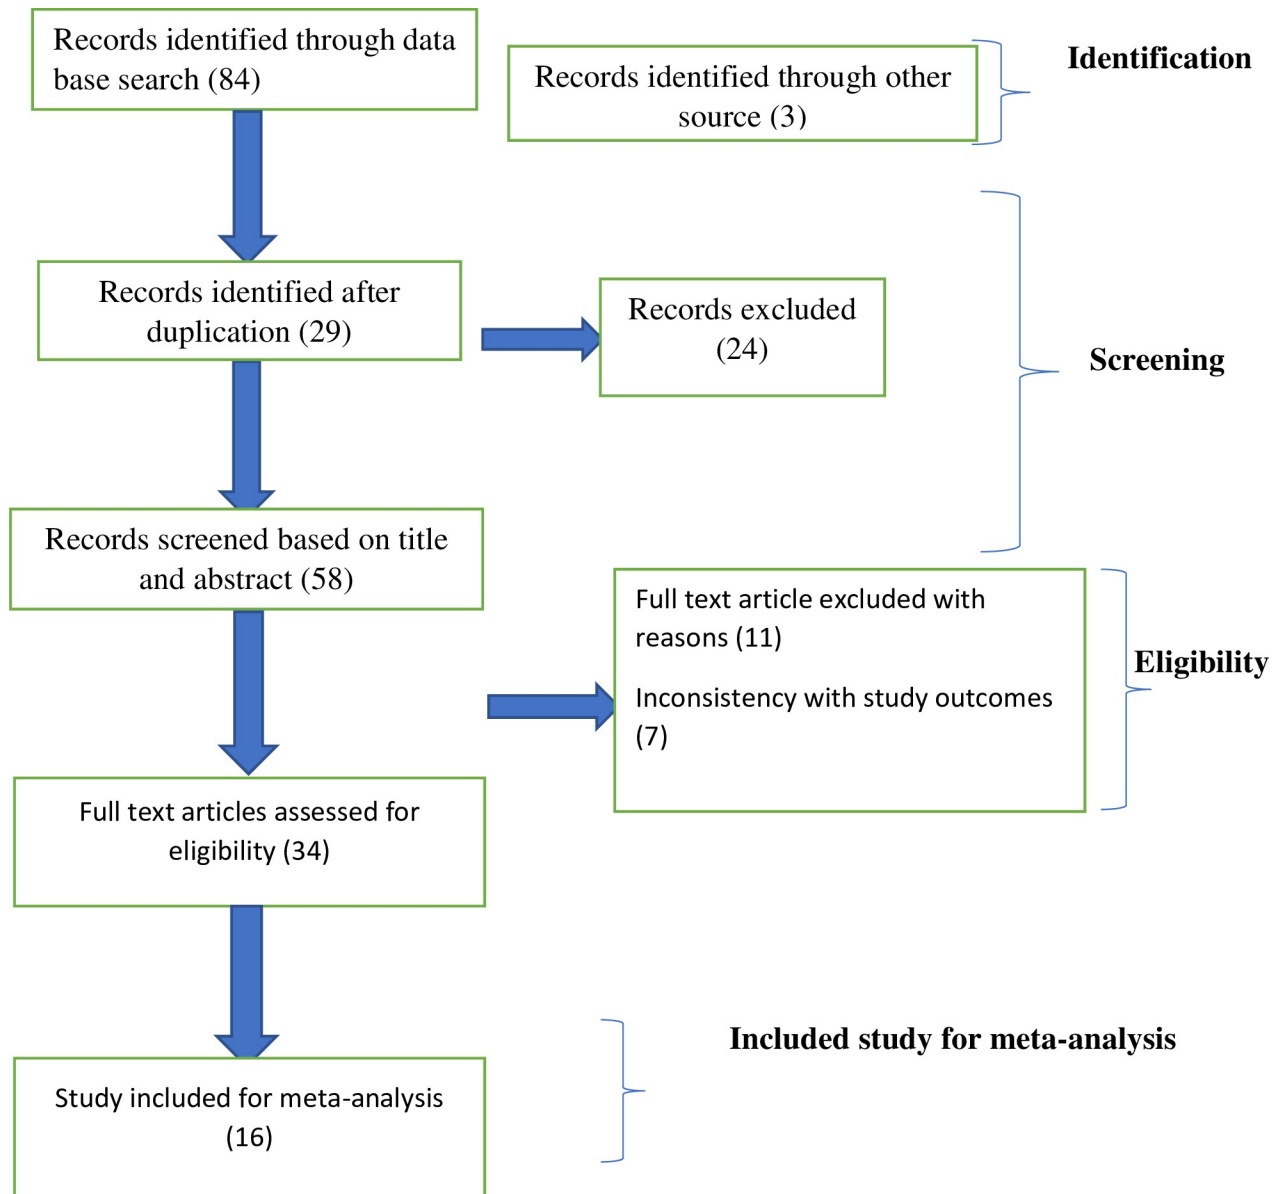 Records identified through data
base search (84)
Records identified through other
source (3)
Identification
Records identified after
duplication (29)
Records excluded
(24)
Screening
Records screened based on title
and abstract (58)
Full text article excluded with
reasons (11)
Inconsistency with study outcomes
(7)
Eligibility
Full text articles assessed for
eligibility (34)
Included study for meta-analysis
Study included for meta-analysis
(16)